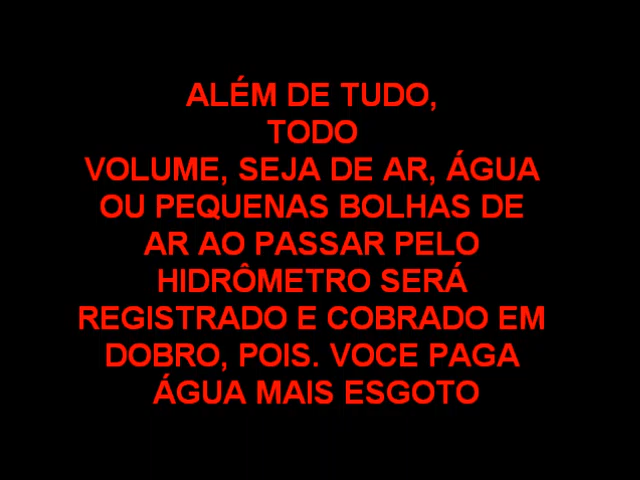 ALÉM DE TUDO,
TODO
VOLUME, SEJA DE AR, ÁGUA
OU PEQUENAS BOLHAS DE
AR AO PASSAR PELO
HIDRÔMETRO SERÁ
REGISTRADO E COBRADO EM
DOBRO, POIS. VOCE PAGA
ÁGUA MAIS ESGOTO